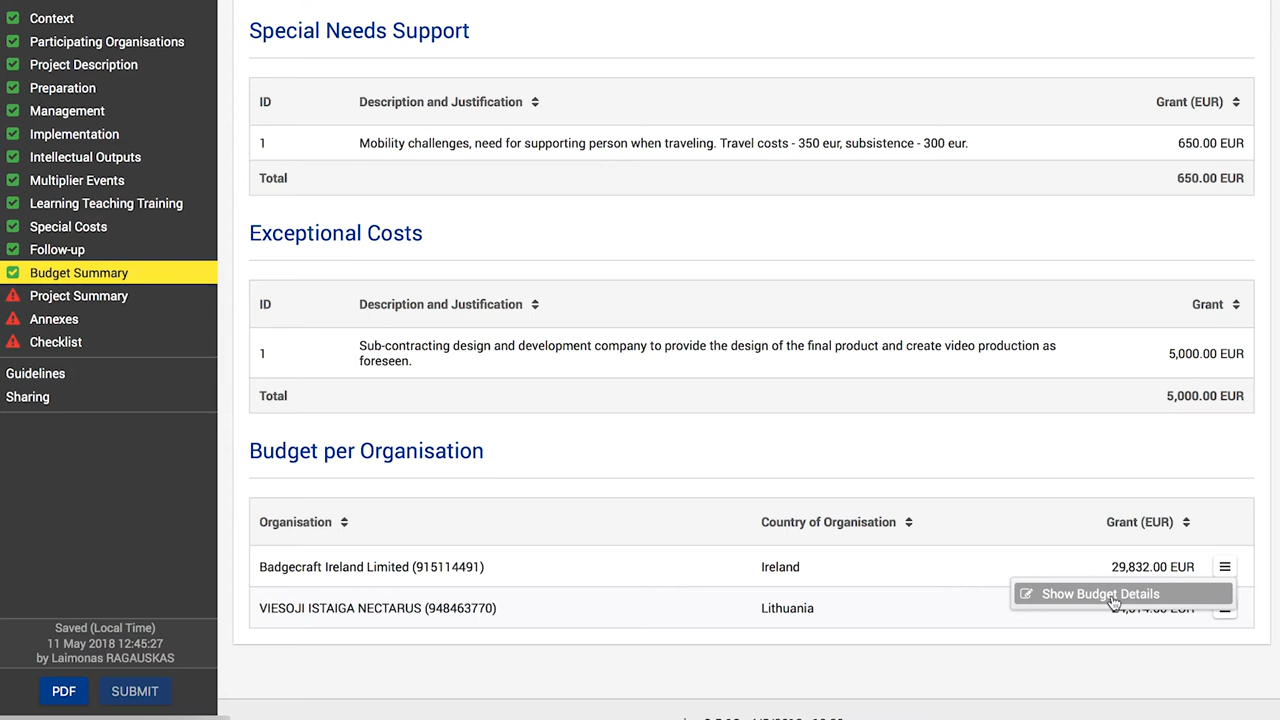 Context
Participating Organisations
Project Description
Preparation
Management
Implementation
Intellectual Outputs
Multiplier Events
Learning Teaching Training
Special Costs
Follow-up
Budget Summary
Project Summary
Annexes
Checklist
Guidelines
Sharing
Saved (Local Time)
11 May 2018 12:45:27
by Laimonas RAGAUSKAS
PDF SUBMIT
Special Needs Support
ID Description and Justification Grant (EUR)
1 Mobility challenges, need for supporting person when traveling. Travel costs - 350 eur, subsistence - 300 eur. 650.00 EUR
Total 650.00 EUR
Exceptional Costs
ID Description and Justification Grant
1 Sub-contracting design and development company to provide the design of the final product and create video production as
foreseen. 5,000.00 EUR
Total 5,000.00 EUR
Budget per Organisation
Organisation Country of Organisation Grant (EUR)
Badgecraft Ireland Limited (915114491) Ireland 29,832.00 EUR
Show Budget Details
VIESOJI ISTAIGA NECTARUS (948463770) Lithuania